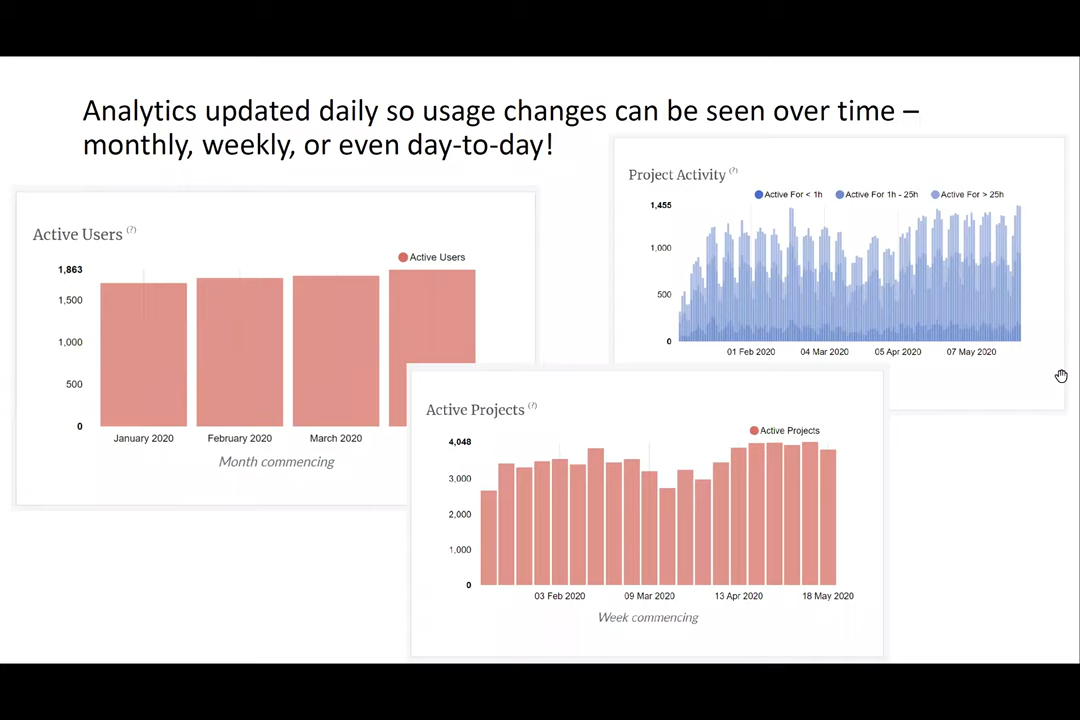 Analytics updated daily so usage changes can be seen over time –
monthly, weekly, or even day-to-day!
Active Users (?)
Active Users
1,863
1,500
1,000
500
0
January 2020
February 2020
March 2020
Month commencing
Project Activity (?)
Active For < 1h
Active For 1h - 25h
Active For > 25h
1,455
1,000
500
0
01 Feb 2020
04 Mar 2020
05 Apr 2020
07 May 2020
Active Projects (?)
Active Projects
4,048
3,000
2,000
1,000
0
03 Feb 2020
09 Mar 2020
13 Apr 2020
18 May 2020
Week commencing